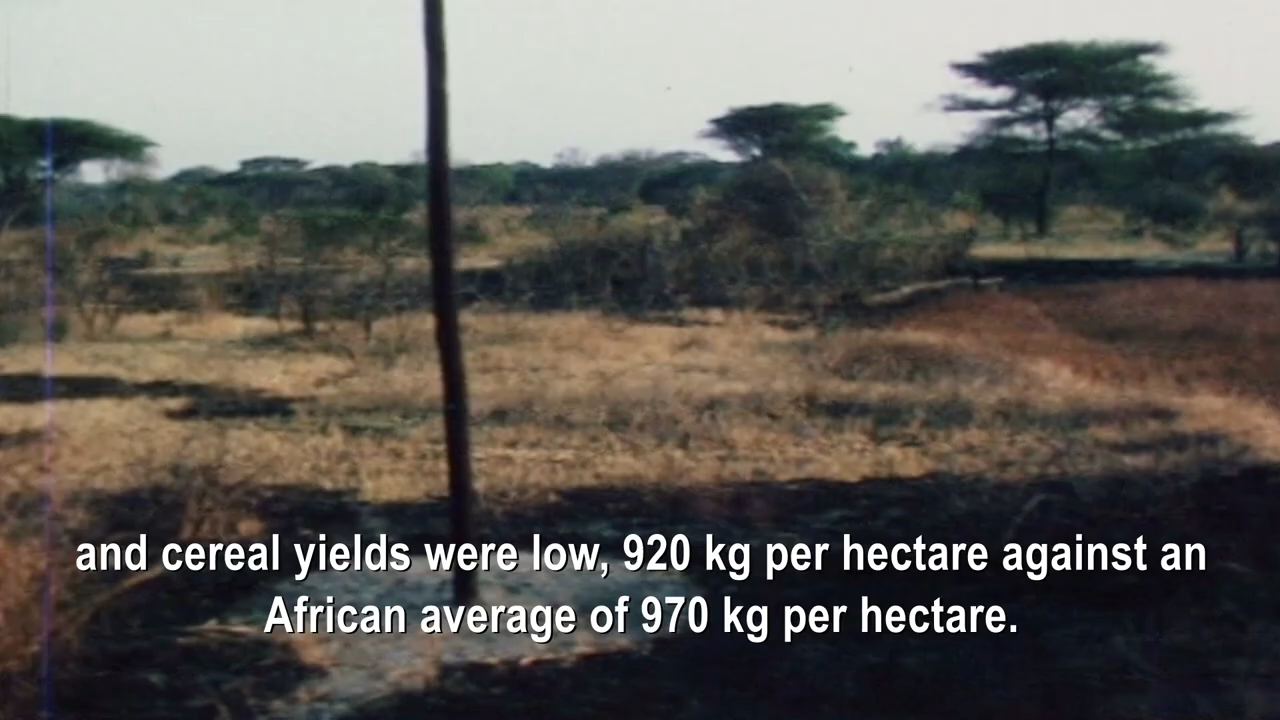 and cereal yields were low, 920 kg per hectare against an
African average of 970 kg per hectare.